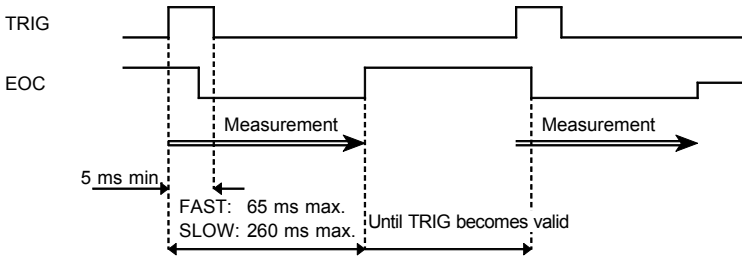 TRIG
EOC
Measurement
Measurement
5 ms min
FAST: 65 ms max.
SLOW: 260 ms max.
Until TRIG becomes valid